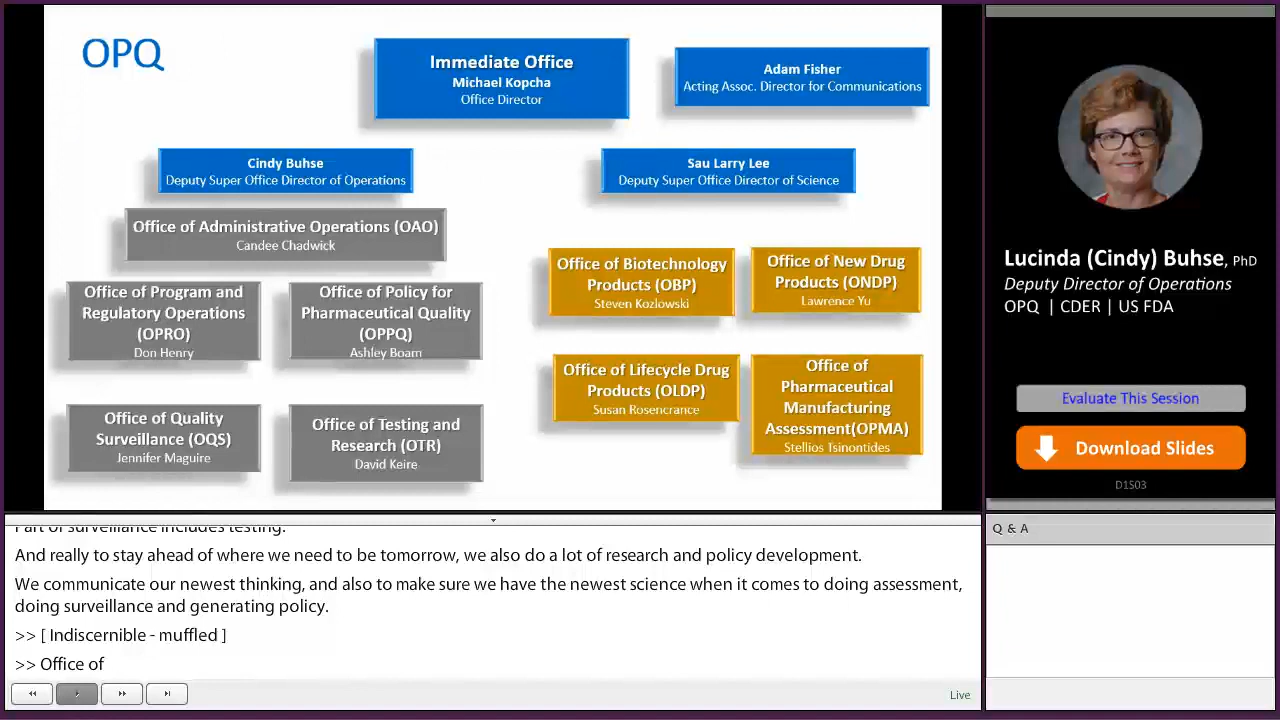 OPQ
Immediate Office
Michael Kopcha
Office Director
Adam Fisher
Acting Assoc. Director for Communications
Cindy Buhse
Deputy Super Office Director of Operations
Sau Larry Lee
Deputy Super Office Director of Science
Office of Administrative Operations (OAO)
Candee Chadwick
Office of Program and
Regulatory Operations
(OPRO)
Don Henry
Office of Policy for
Pharmaceutical Quality
(OPPQ)
Ashley Boam
Office of Quality
Surveillance (OQS)
Jennifer Maguire
Office of Testing and
Research (OTR)
David Keire
Office of Biotechnology
Products (OBP)
Steven Kozlowski
Office of New Drug
Products (ONDP)
Lawrence Yu
Office of Lifecycle Drug
Products (OLDP)
Susan Rosencrance
Office of
Pharmaceutical
Manufacturing
Assessment(OPMA)
Stellios Tsinontides
Lucinda (Cindy) Buhse, PhD
Deputy Director of Operations
OPQ | CDER | US FDA
Evaluate This Session
Download Slides
D1S03
Part of surveillance includes testing.
And really to stay ahead of where we need to be tomorrow, we also do a lot of research and policy development.
We communicate our newest thinking, and also to make sure we have the newest science when it comes to doing assessment,
doing surveillance and generating policy.
>> [ Indiscernible - muffled ]
>> Office of
Live
Q & A